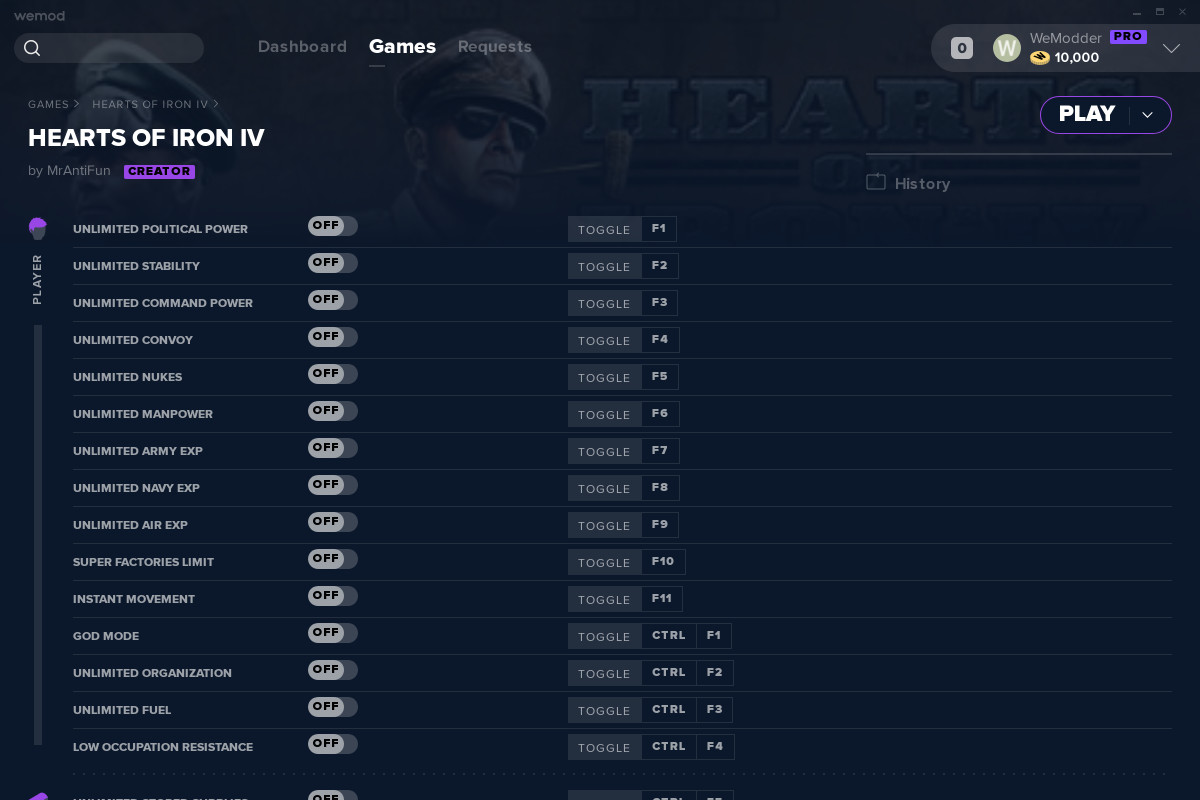 wemod
Dashboard
Games
Requests
0
W
WeModder PRO
10,000
GAMES
HEARTS OF IRON IV
HEARTS OF IRON IV
by MrAntiFun CREATOR
PLAY
HEARTS
OF
History
PLAYER
UNLIMITED POLITICAL POWER OFF TOGGLE F1
UNLIMITED STABILITY OFF TOGGLE F2
UNLIMITED COMMAND POWER OFF TOGGLE F3
UNLIMITED CONVOY OFF TOGGLE F4
UNLIMITED NUKES OFF TOGGLE F5
UNLIMITED MANPOWER OFF TOGGLE F6
UNLIMITED ARMY EXP OFF TOGGLE F7
UNLIMITED NAVY EXP OFF TOGGLE F8
UNLIMITED AIR EXP OFF TOGGLE F9
SUPER FACTORIES LIMIT OFF TOGGLE F10
INSTANT MOVEMENT OFF TOGGLE F11
GOD MODE OFF TOGGLE CTRL F1
UNLIMITED ORGANIZATION OFF TOGGLE CTRL F2
UNLIMITED FUEL OFF TOGGLE CTRL F3
LOW OCCUPATION RESISTANCE OFF TOGGLE CTRL F4